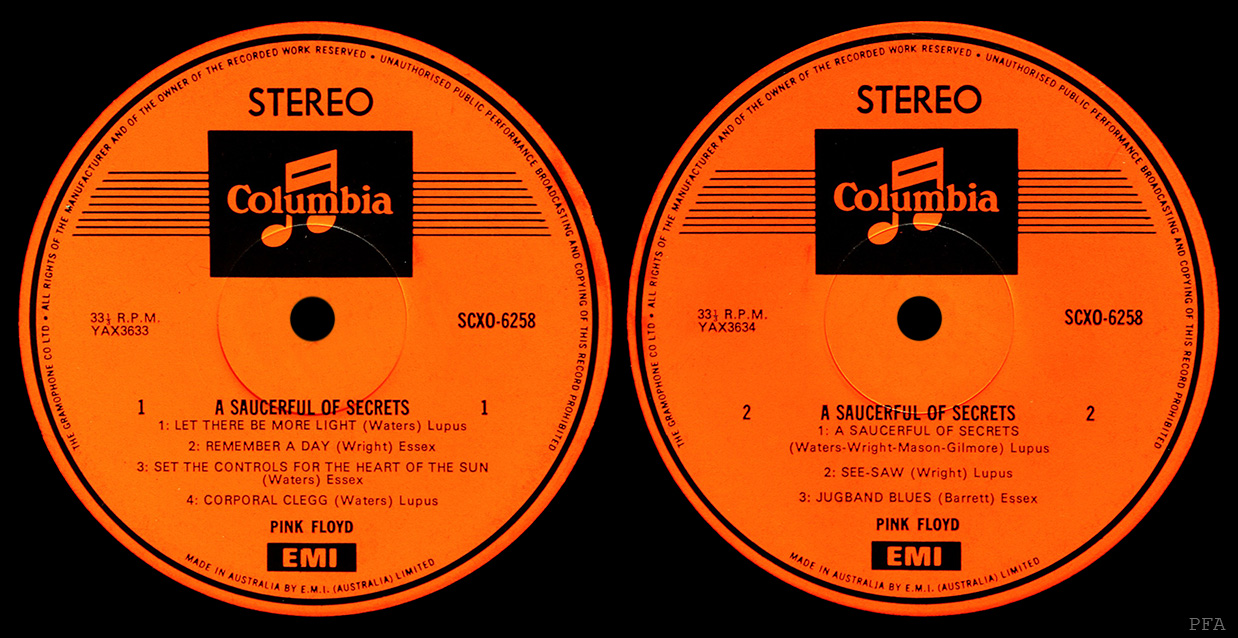 THE GRAMOPHONE CO LTD • ALL RIGHTS OF THE MANUFACTURER AND OF THE OWNER OF THE RECORDED WORK RESERVED • UNAUTHORISED PUBLIC PERFORMANCE BROADCASTING AND COPYING OF THIS RECORD PROHIBITED
STEREO
Columbia
33⅓ R.P.M.
YAX3633
SCXO-6258
1 A SAUCERFUL OF SECRETS 1
1: LET THERE BE MORE LIGHT (Waters) Lupus
2: REMEMBER A DAY (Wright) Essex
3: SET THE CONTROLS FOR THE HEART OF THE SUN
(Waters) Essex
4: CORPORAL CLEGG (Waters) Lupus
PINK FLOYD
EMI
MADE IN AUSTRALIA BY E.M.I. (AUSTRALIA) LIMITED
THE GRAMOPHONE CO LTD • ALL RIGHTS OF THE MANUFACTURER AND OF THE OWNER OF THE RECORDED WORK RESERVED • UNAUTHORISED PUBLIC PERFORMANCE BROADCASTING AND COPYING OF THIS RECORD PROHIBITED
STEREO
Columbia
33⅓ R.P.M.
YAX3634
SCXO-6258
2 A SAUCERFUL OF SECRETS 2
1: A SAUCERFUL OF SECRETS
(Waters-Wright-Mason-Gilmore) Lupus
2: SEE-SAW (Wright) Lupus
3: JUGBAND BLUES (Barrett) Essex
PINK FLOYD
EMI
MADE IN AUSTRALIA BY E.M.I. (AUSTRALIA) LIMITED
PFA